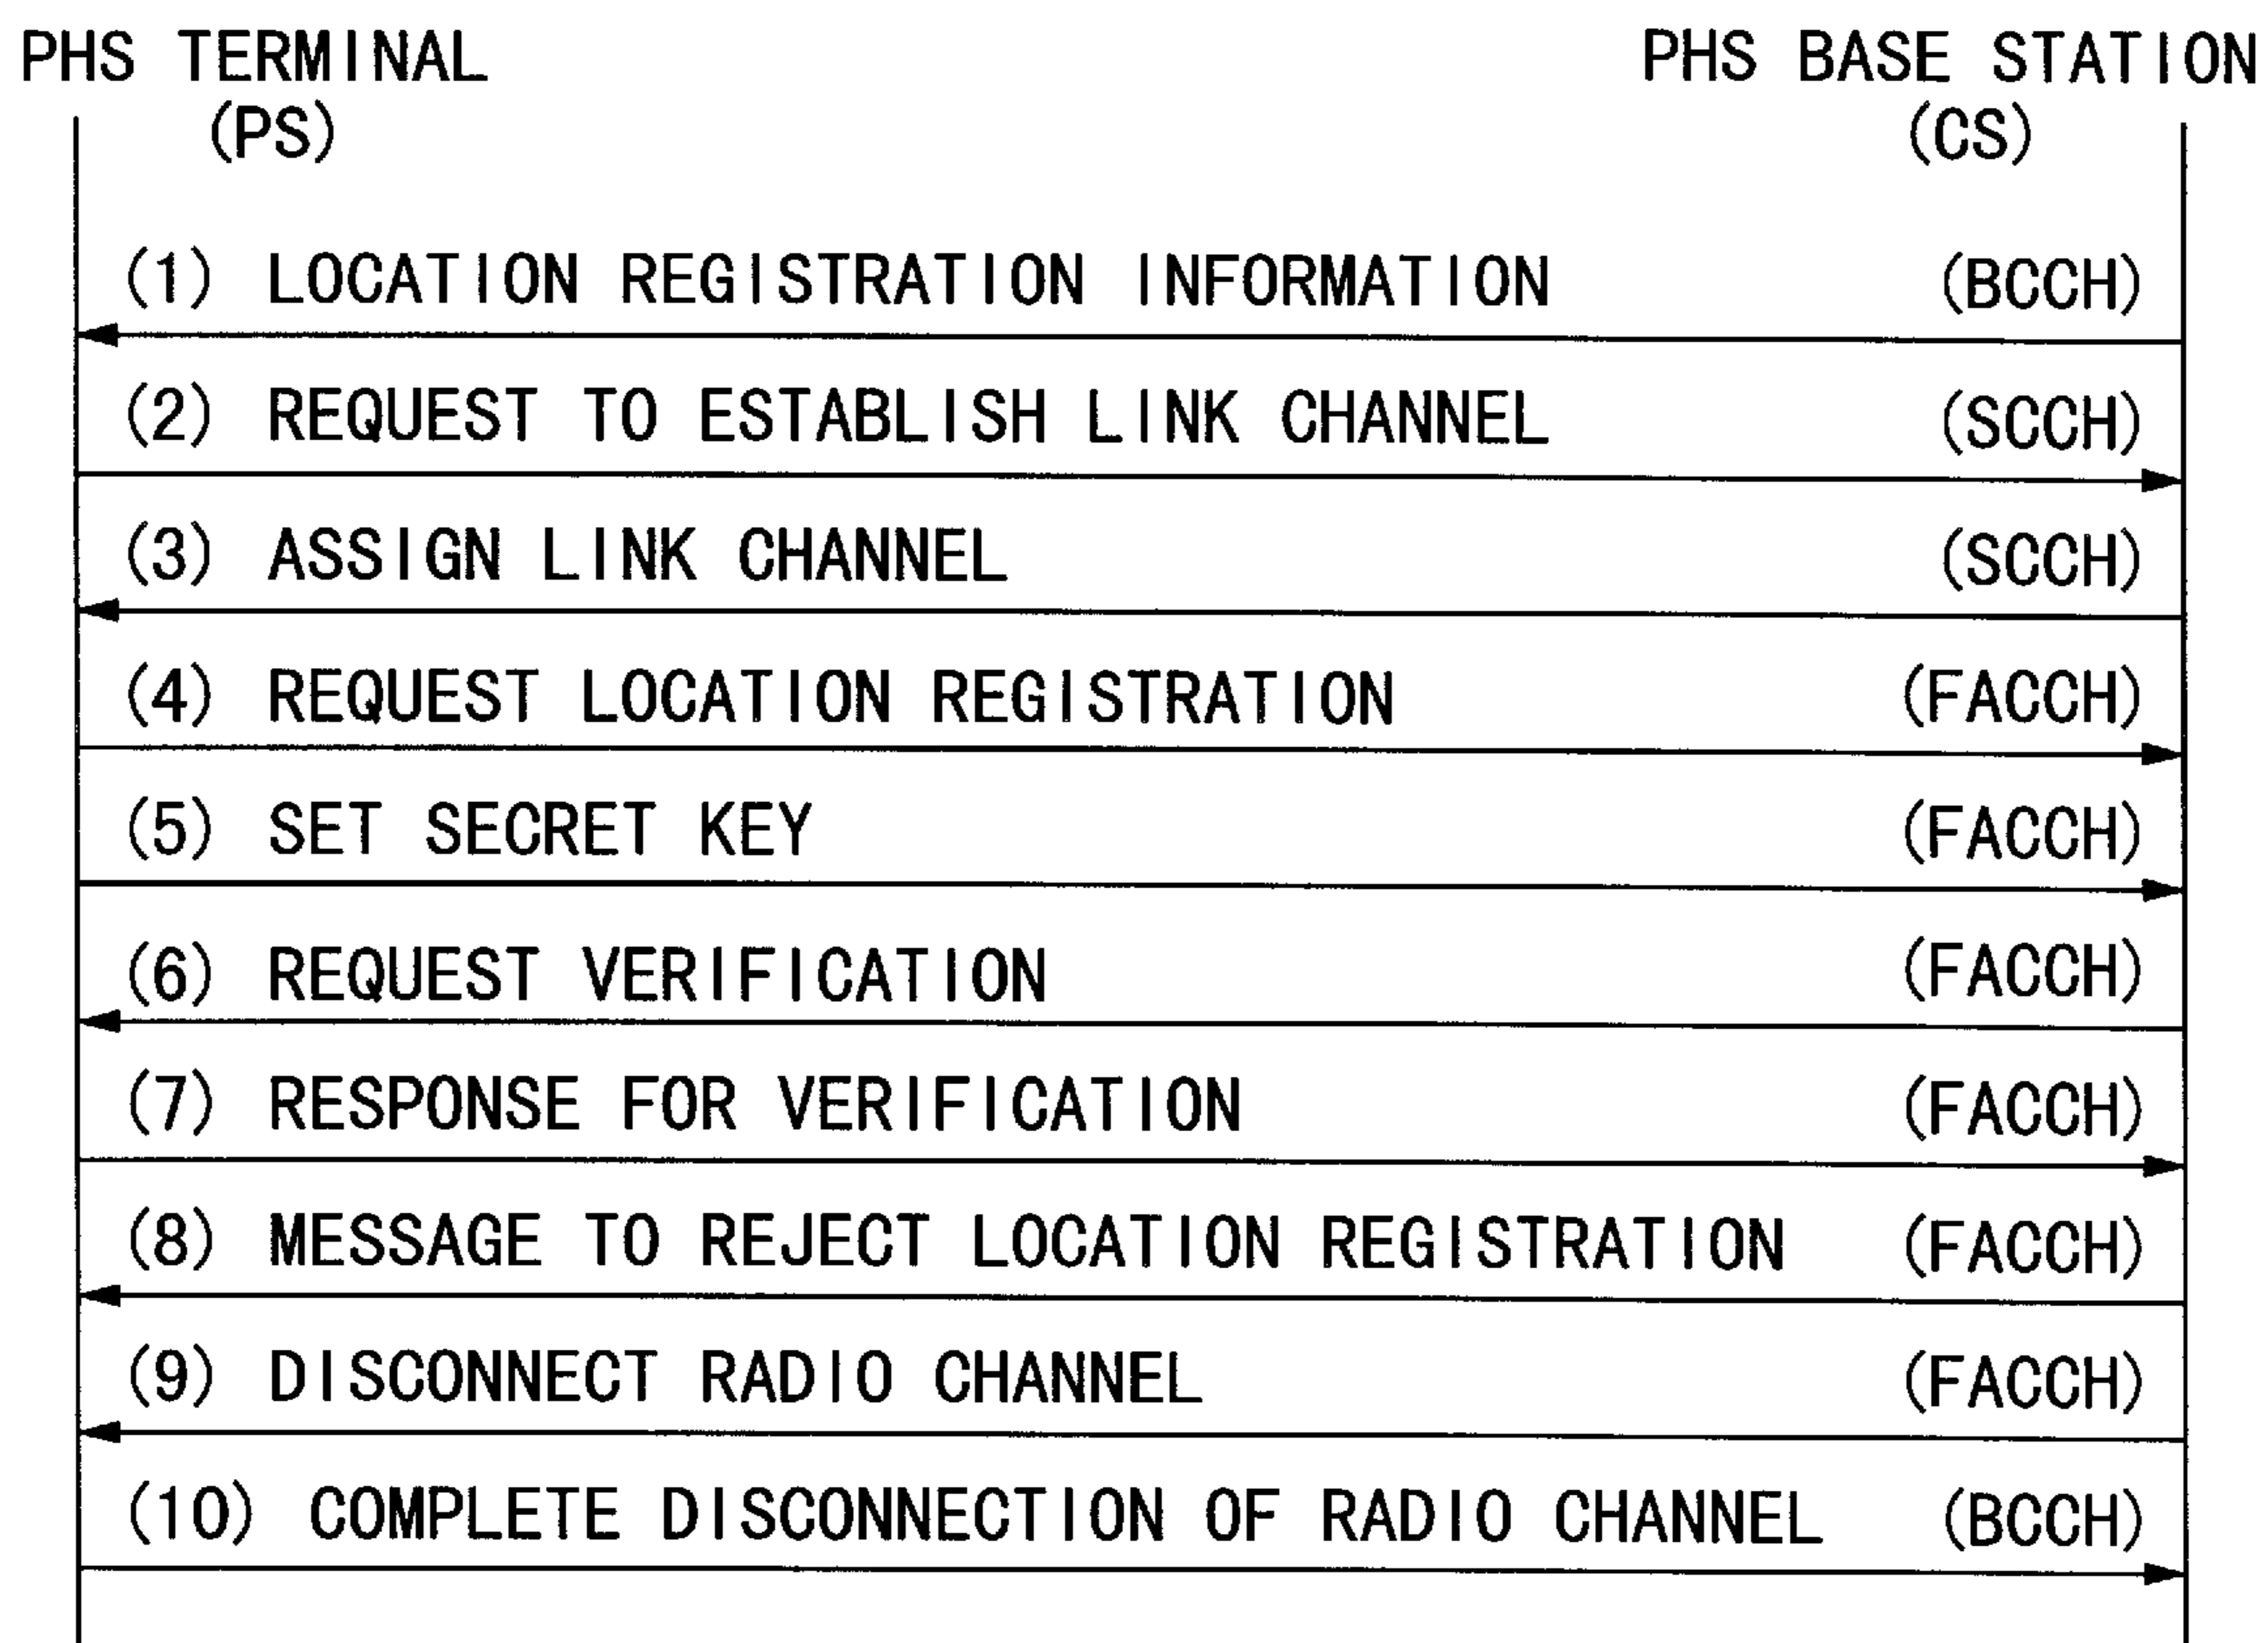 PHS TERMINAL PHS BASE STATION
(PS) (CS)
(1) LOCATION REGISTRATION INFORMATION (BCCH)
(2) REQUEST TO ESTABLISH LINK CHANNEL (SCCH)
(3) ASSIGN LINK CHANNEL (SCCH)
(4) REQUEST LOCATION REGISTRATION (FACCH)
(5) SET SECRET KEY (FACCH)
(6) REQUEST VERIFICATION (FACCH)
(7) RESPONSE FOR VERIFICATION (FACCH)
(8) MESSAGE TO REJECT LOCATION REGISTRATION (FACCH)
(9) DISCONNECT RADIO CHANNEL (FACCH)
(10) COMPLETE DISCONNECTION OF RADIO CHANNEL (BCCH)